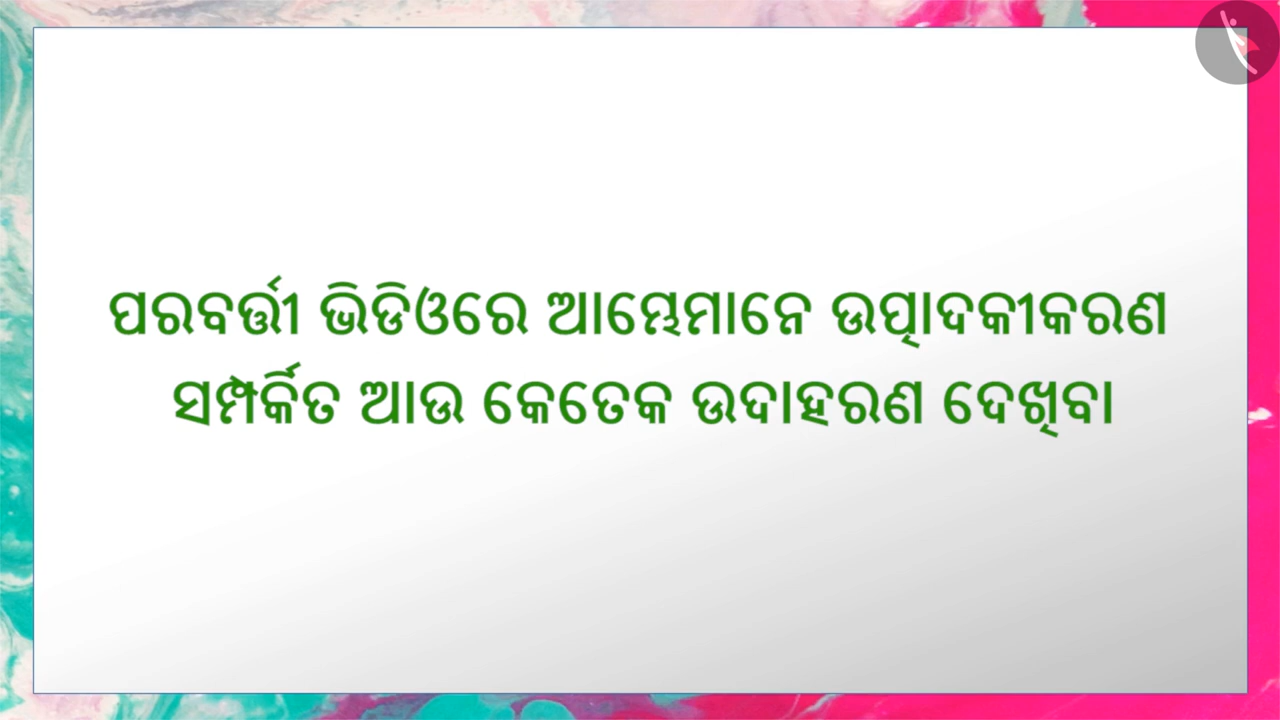 ପରବର୍ତ୍ତୀ ଭିଡିଓରେ ଆମ୍ଭେମାନେ ଉତ୍ପାଦକୀକରଣ
ସମ୍ପର୍କିତ ଆଉ କେତେକ ଉଦାହରଣ ଦେଖିବା